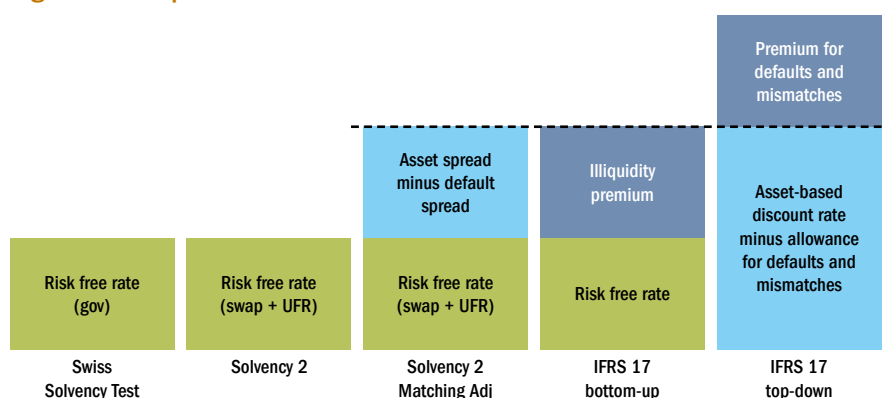 Premium for
defaults and
mismatches
Asset spread
minus default
spread
Illiquidity
premium
Asset-based
discount rate
minus allowance
for defaults and
mismatches
Risk free rate
(gov)
Risk free rate
(swap + UFR)
Risk free rate
(swap + UFR)
Risk free rate
Swiss
Solvency Test
Solvency 2
Solvency 2
Matching Adj
IFRS 17
bottom-up
IFRS 17
top-down